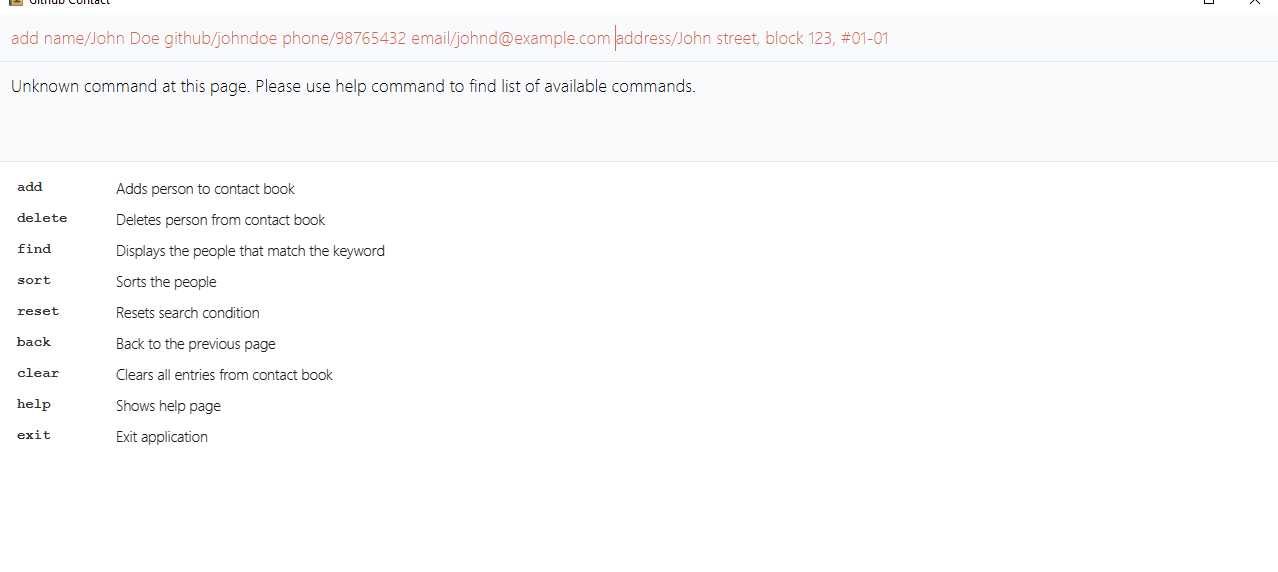 Github Contact
add name/John Doe github/johndoe phone/98765432 email/johnd@example.com address/John street, block 123, #01-01
Unknown command at this page. Please use help command to find list of available commands.
add Adds person to contact book
delete Deletes person from contact book
find Displays the people that match the keyword
sort Sorts the people
reset Resets search condition
back Back to the previous page
clear Clears all entries from contact book
help Shows help page
exit Exit application